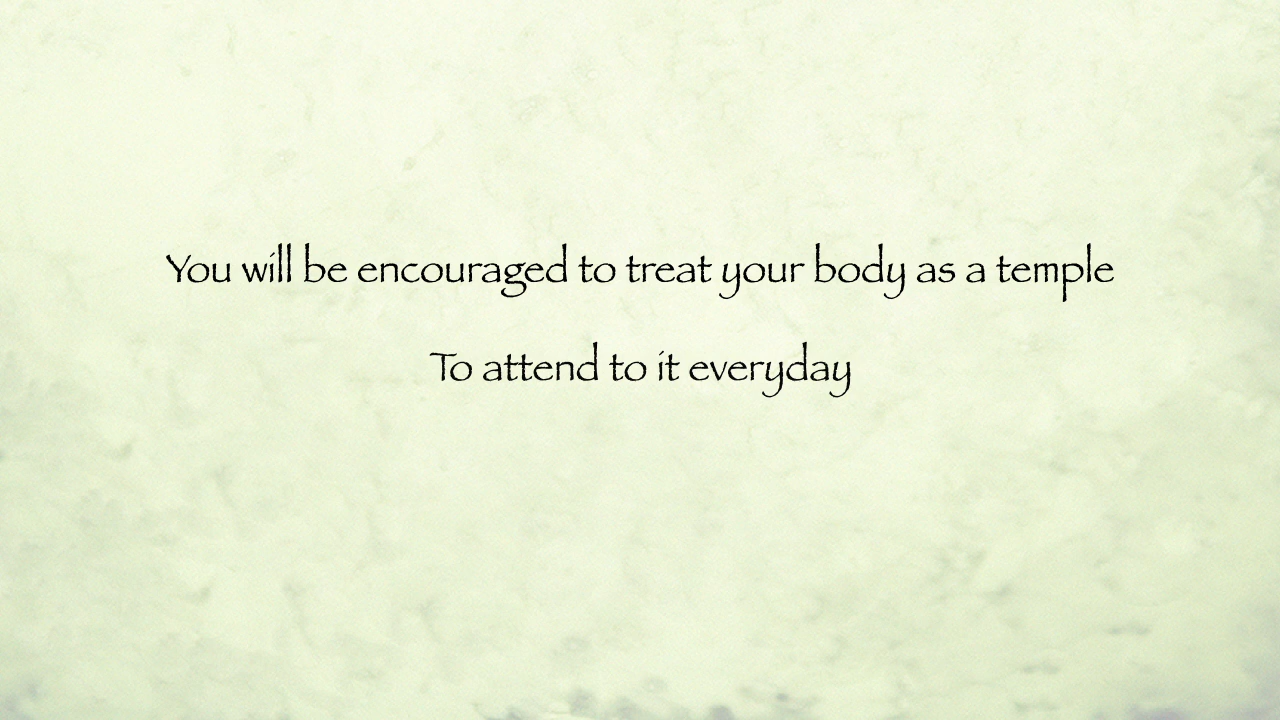 You will be encouraged to treat your body as a temple
To attend to it everyday